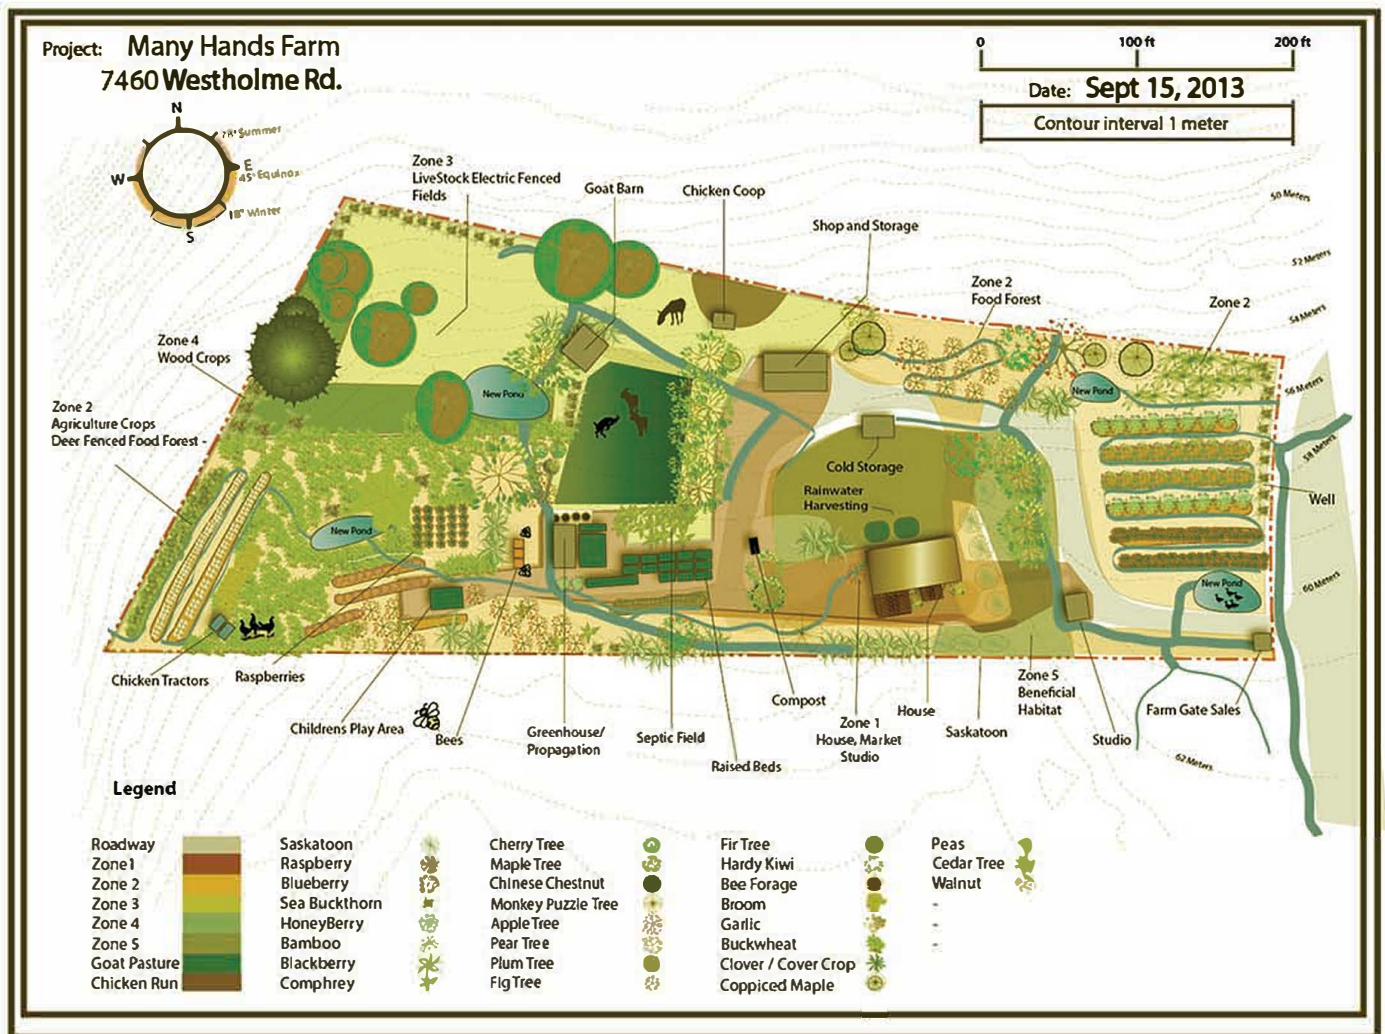 Project: Many Hands Farm
7460 Westholme Rd.
0 100 ft 200 ft
Date: Sept 15, 2013
Contour interval 1 meter
N
W
E
S
Summer
45° Equinox
18° Winter
Zone 3
LiveStock Electric Fenced
Fields
Goat Barn
Chicken Coop
Shop and Storage
Zone 2
Food Forest
Zone 2
50 Meters
52 Meters
54 Meters
56 Meters
58 Meters
60 Meters
62 Meters
Zone 4
Wood Crops
Zone 2
Agriculture Crops
Deer Fenced Food Forest -
New Pond
New Pond
New Pond
New Pond
Cold Storage
Rainwater
Harvesting
Well
Chicken Tractors
Raspberries
Childrens Play Area
Bees
Greenhouse/
Propagation
Septic Field
Raised Beds
Compost
Zone 1
House, Market
Studio
House
Saskatoon
Zone 5
Beneficial
Habitat
Studio
Farm Gate Sales
Legend
Roadway
Zone1
Zone 2
Zone 3
Zone 4
Zone 5
Goat Pasture
Chicken Run
Saskatoon
Raspberry
Blueberry
Sea Buckthorn
HoneyBerry
Bamboo
Blackberry
Comphrey
Cherry Tree
Maple Tree
Chinese Chestnut
Monkey Puzzle Tree
Apple Tree
Pear Tree
Plum Tree
Fig Tree
Fir Tree
Hardy Kiwi
Bee Forage
Broom
Garlic
Buckwheat
Clover / Cover Crop
Coppiced Maple
Peas
Cedar Tree
Walnut
-
-
-